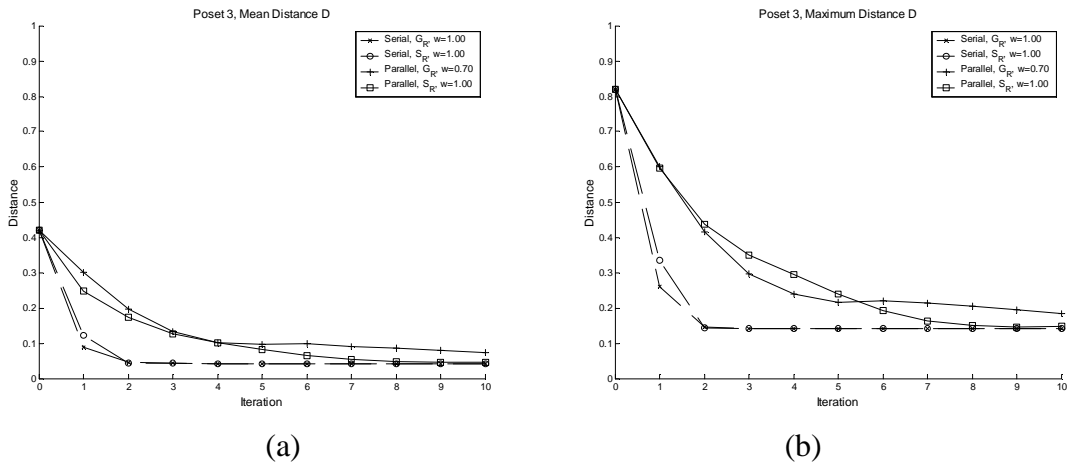 Poset 3, Mean Distance D
1
0.9
0.8
0.7
0.6
0.5
0.4
0.3
0.2
0.1
0
Distance
0 1 2 3 4 5 6 7 8 9 10
Iteration
Serial, G_R, w=1.00
Serial, S_R, w=1.00
Parallel, G_R, w=0.70
Parallel, S_R, w=1.00
(a)
Poset 3, Maximum Distance D
1
0.9
0.8
0.7
0.6
0.5
0.4
0.3
0.2
0.1
0
Distance
0 1 2 3 4 5 6 7 8 9 10
Iteration
Serial, G_R, w=1.00
Serial, S_R, w=1.00
Parallel, G_R, w=0.70
Parallel, S_R, w=1.00
(b)